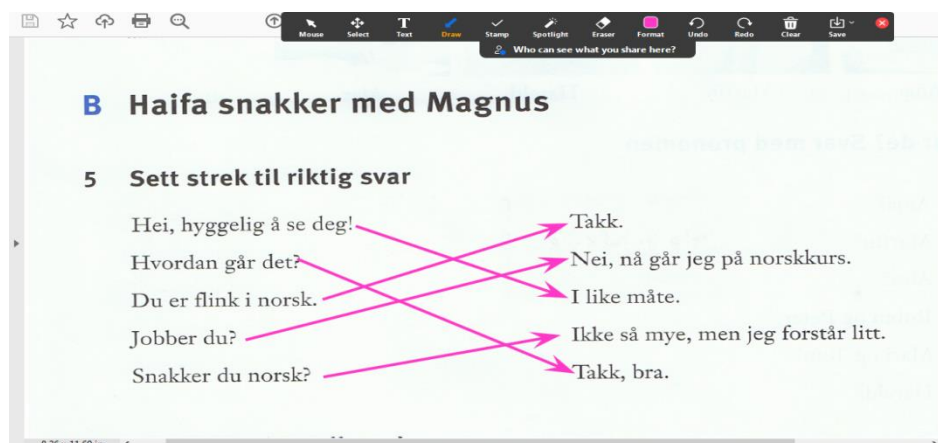 Mouse Select Text Draw Stamp Spotlight Eraser Format Undo Redo Clear Save
Who can see what you share here?
B Haifa snakker med Magnus
5 Sett strek til riktig svar
Hei, hyggelig å se deg! Takk.
Hvordan går det? Nei, nå går jeg på norskkurs.
Du er flink i norsk. I like måte.
Jobber du? Ikke så mye, men jeg forstår litt.
Snakker du norsk? Takk, bra.